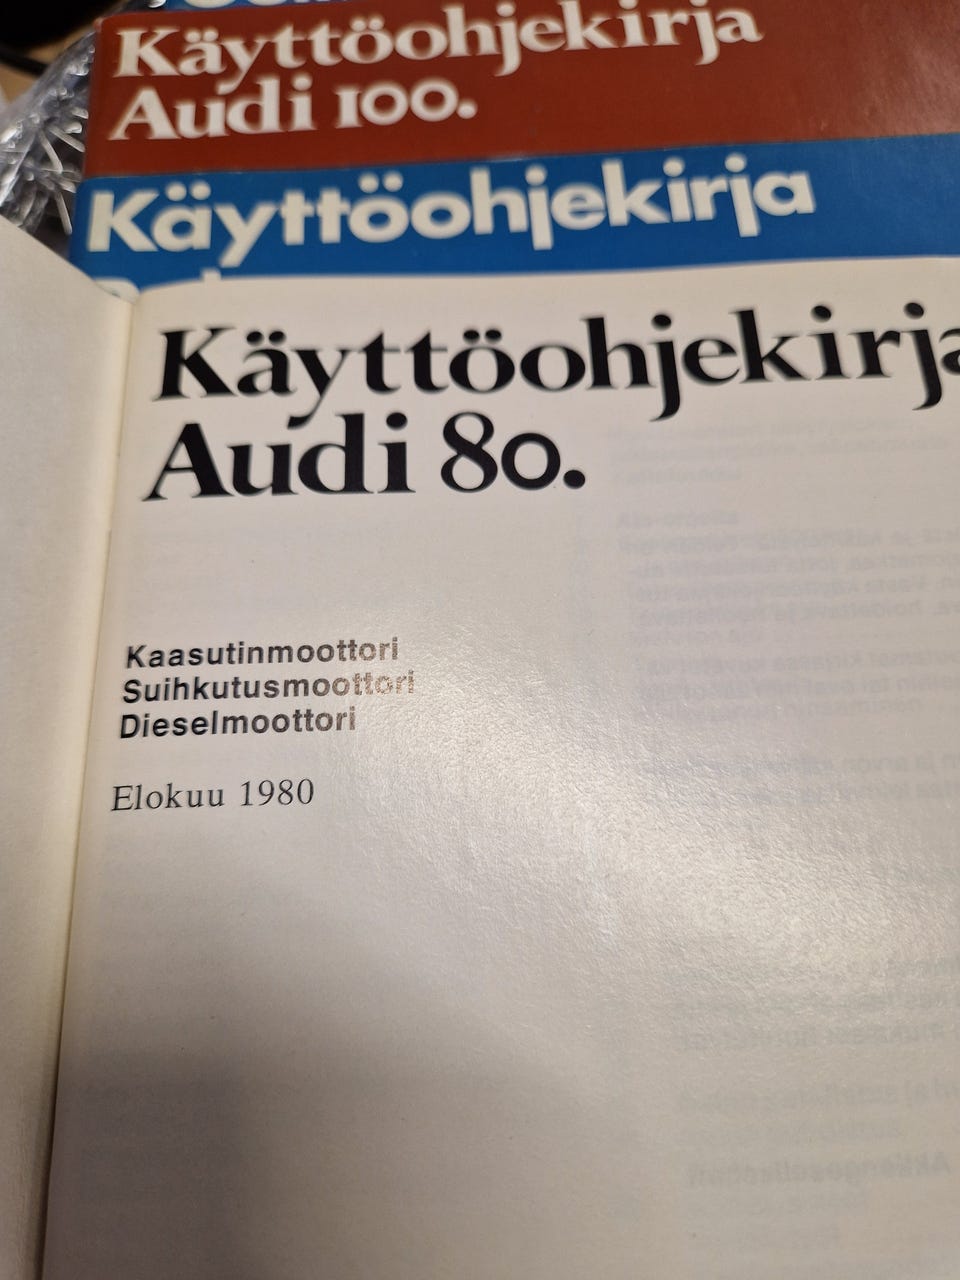 Käyttöohjekirja
Audi 100.
Käyttöohjekirja
Käyttöohjekirja
Audi 80.
Kaasutinmoottori
Suihkutusmoottori
Dieselmoottori
Elokuu 1980